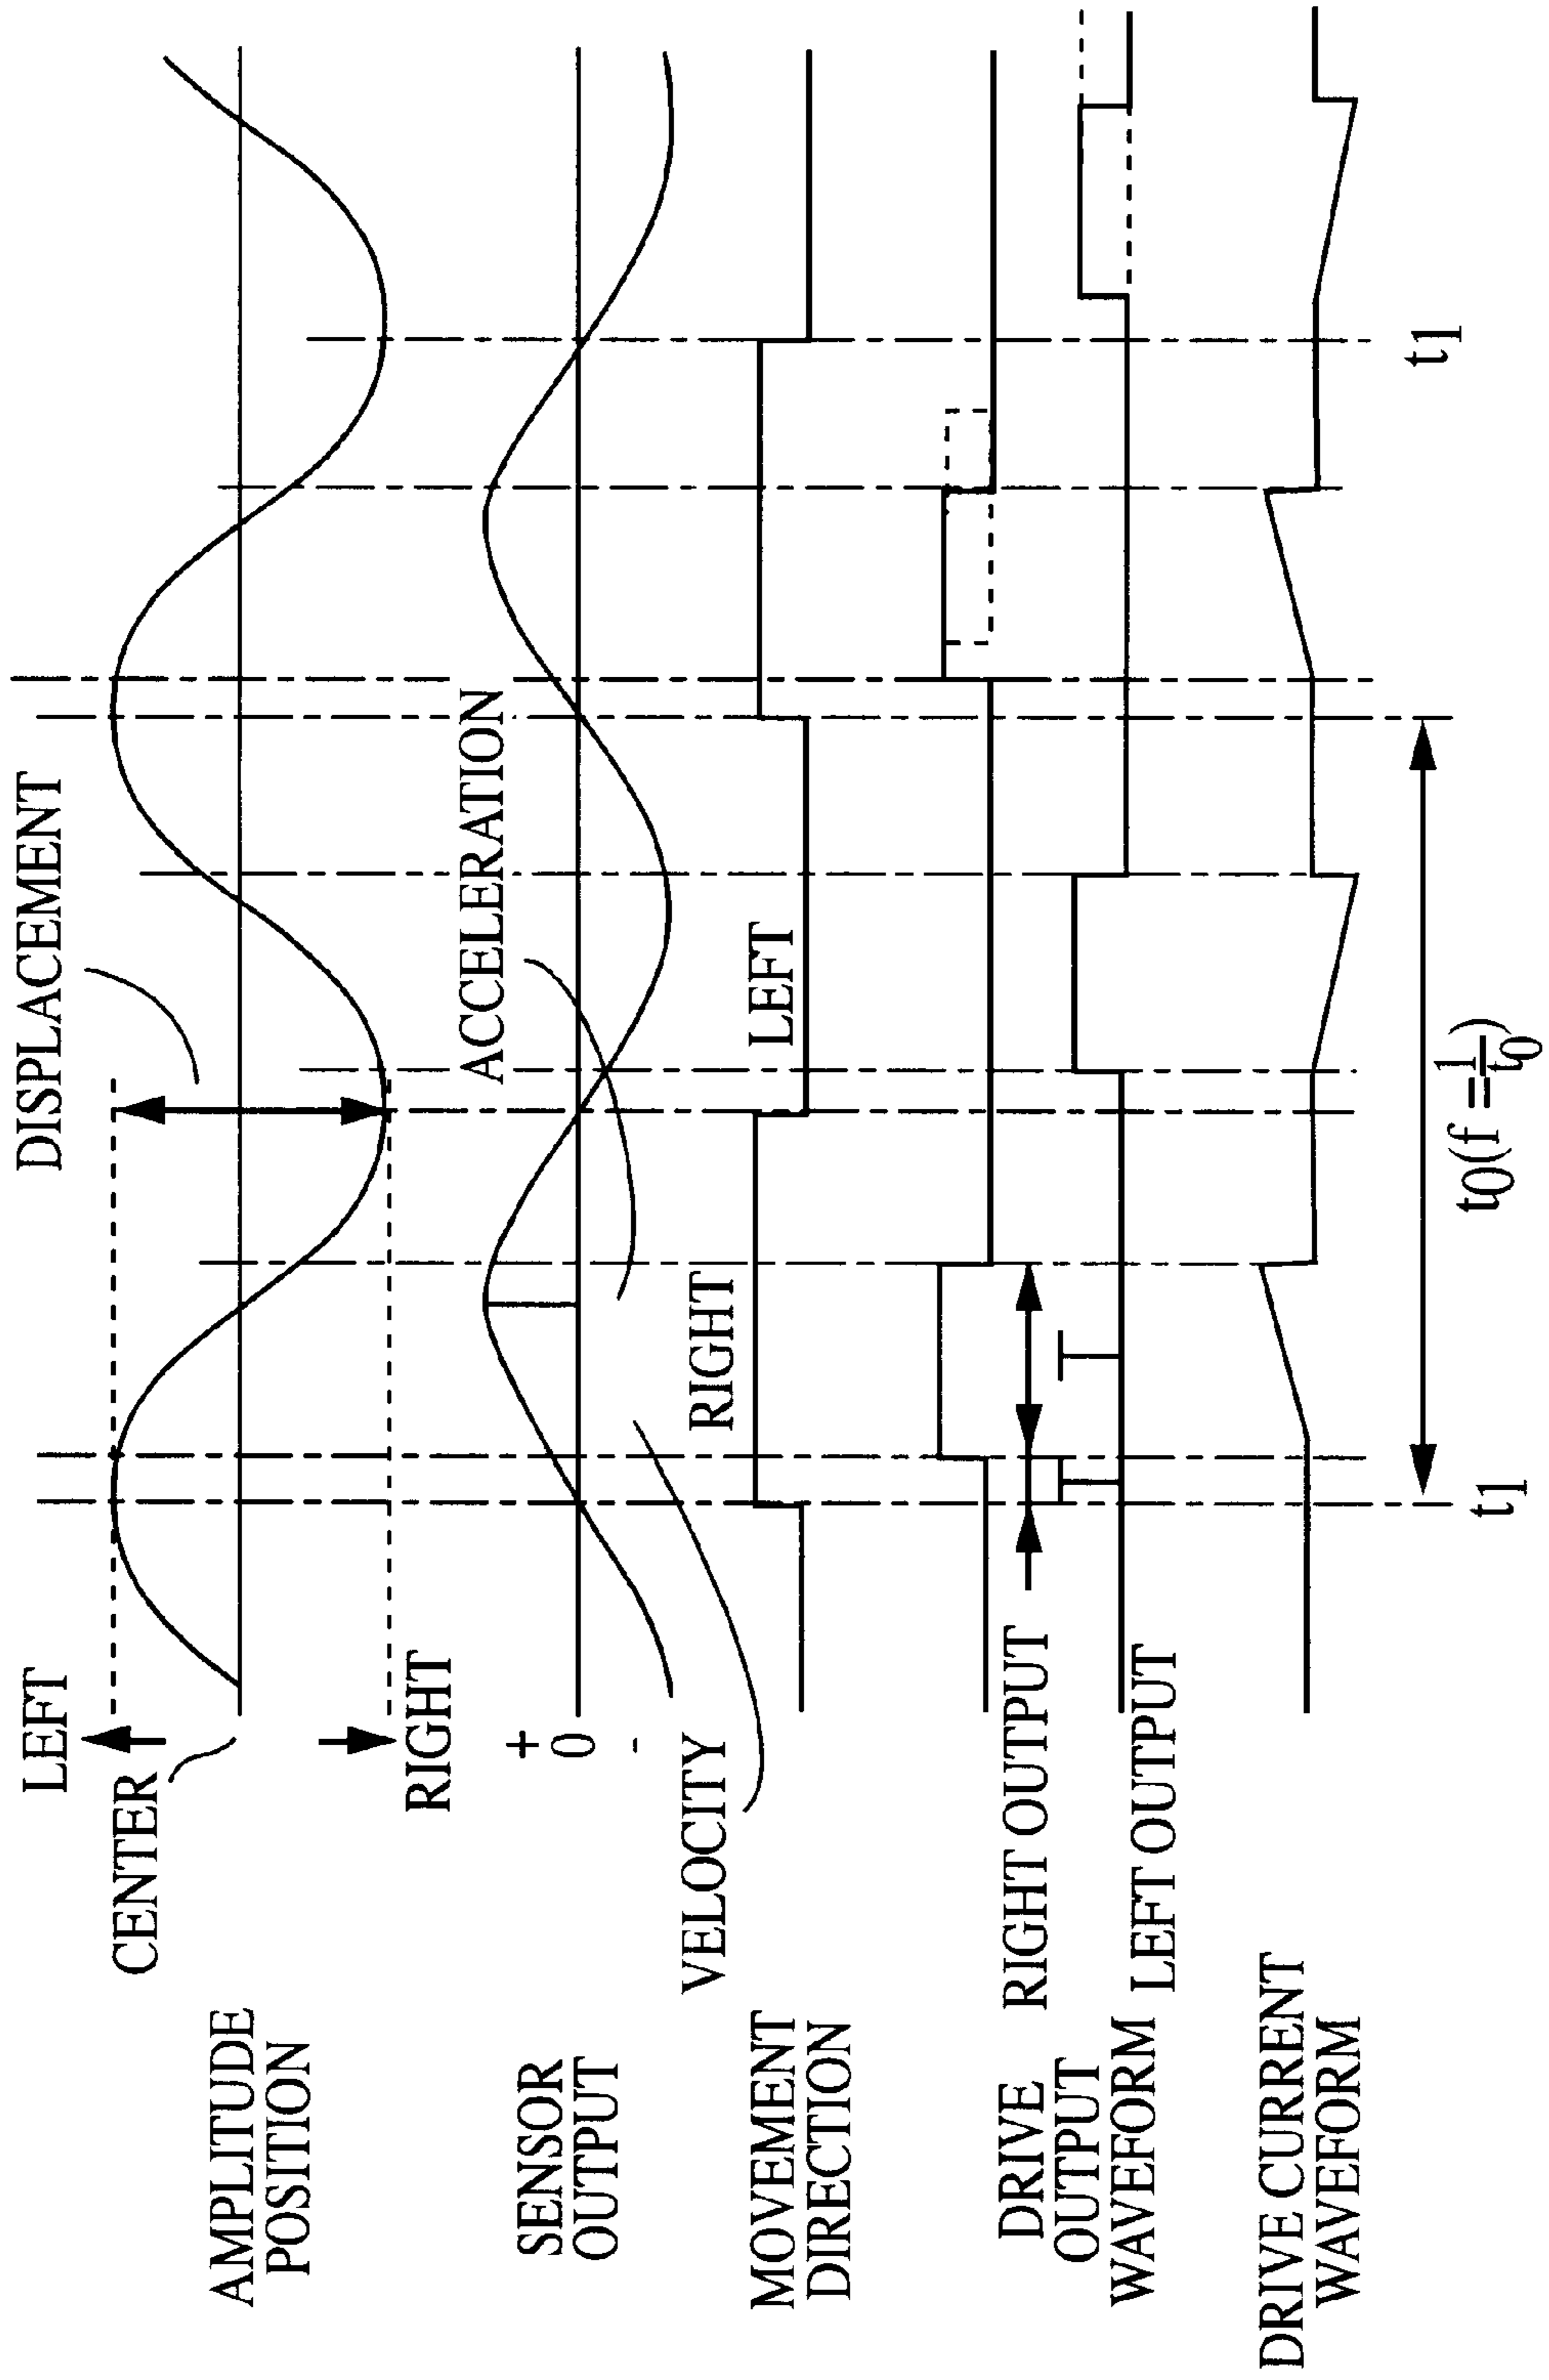 LEFT
CENTER
RIGHT
DISPLACEMENT
AMPLITUDE
POSITION
+
0
-
ACCELERATION
SENSOR
OUTPUT
VELOCITY
RIGHT
LEFT
MOVEMENT
DIRECTION
RIGHT OUTPUT
LEFT OUTPUT
DRIVE
OUTPUT
WAVEFORM
DRIVE CURRENT
WAVEFORM
t1
t0(f = 1/t0)
t1